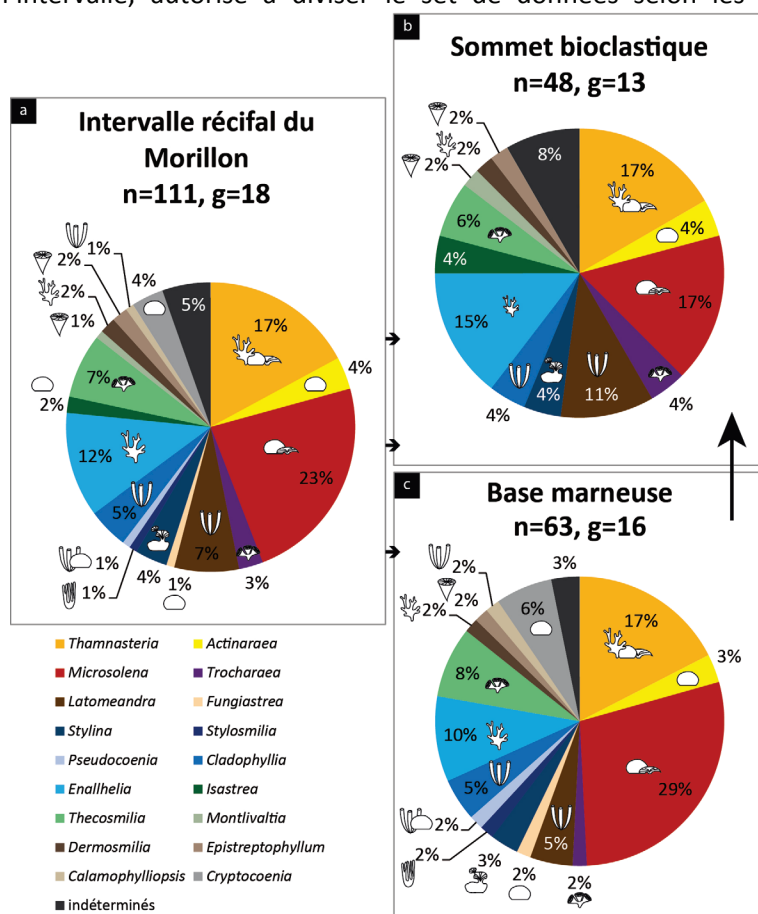 l'intervalle, autorise à diviser le set de données selon les
a
Intervalle récifal du
Morillon
n=111, g=18
17%
4%
23%
3%
7%
1%
4%
1%
1%
5%
12%
2%
7%
1%
2%
2%
1%
4%
5%
b
Sommet bioclastique
n=48, g=13
17%
4%
17%
4%
11%
4%
4%
15%
4%
6%
2%
2%
2%
8%
c
Base marneuse
n=63, g=16
17%
3%
29%
2%
5%
2%
3%
2%
2%
5%
10%
8%
2%
2%
2%
6%
3%
Thamnasteria
Actinaraea
Microsolena
Trocharaea
Latomeandra
Fungiastrea
Stylina
Stylosmilia
Pseudocoenia
Cladophyllia
Enallhelia
Isastrea
Thecosmilia
Montlivaltia
Dermosmilia
Epistreptophyllum
Calamophylliopsis
Cryptocoenia
indéterminés